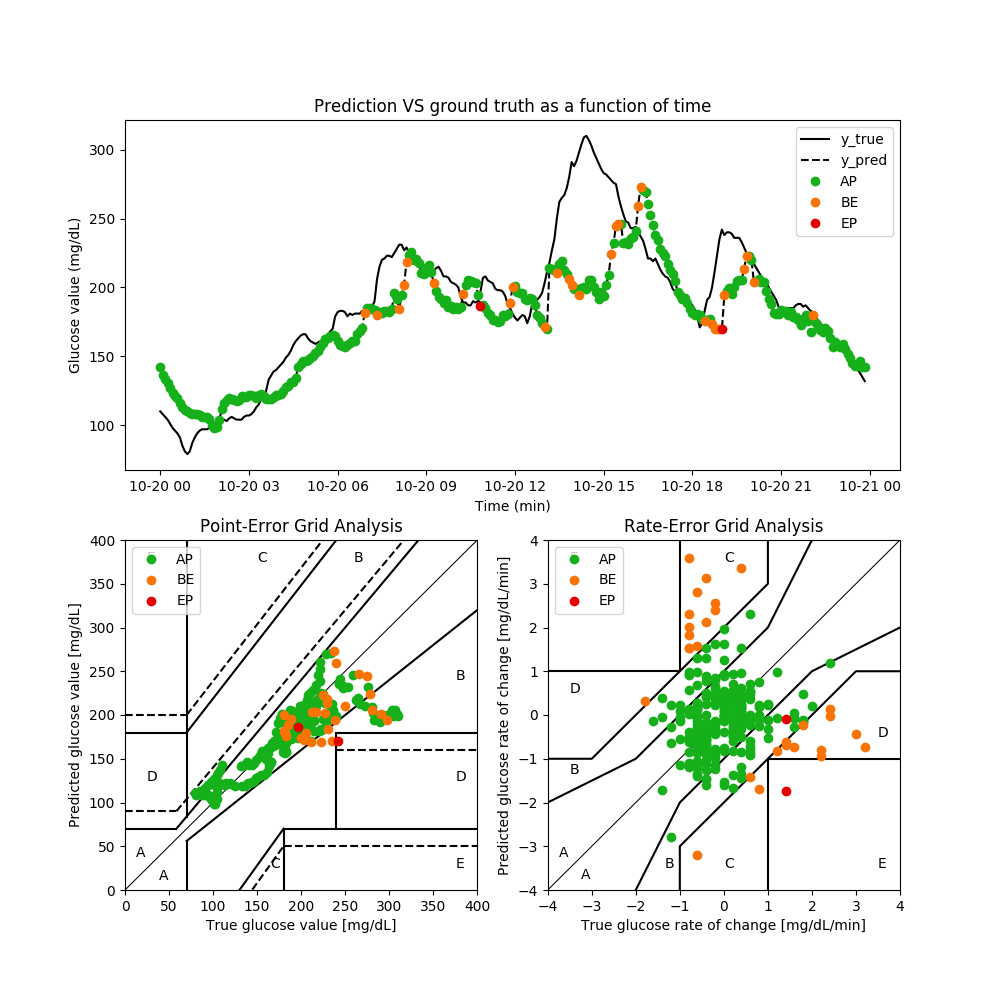 Prediction VS ground truth as a function of time
Glucose value (mg/dL)
300
250
200
150
100
y_true
y_pred
AP
BE
EP
10-20 00 10-20 03 10-20 06 10-20 09 10-20 12 10-20 15 10-20 18 10-20 21 10-21 00
Time (min)
Point-Error Grid Analysis
Predicted glucose value [mg/dL]
400
350
300
250
200
150
100
50
0
AP
BE
EP
C
B
B
D
D
A
A
C
E
0 50 100 150 200 250 300 350 400
True glucose value [mg/dL]
Rate-Error Grid Analysis
Predicted glucose rate of change [mg/dL/min]
4
3
2
1
0
−1
−2
−3
−4
AP
BE
EP
C
D
D
B
A
A
B
C
E
−4 −3 −2 −1 0 1 2 3 4
True glucose rate of change [mg/dL/min]